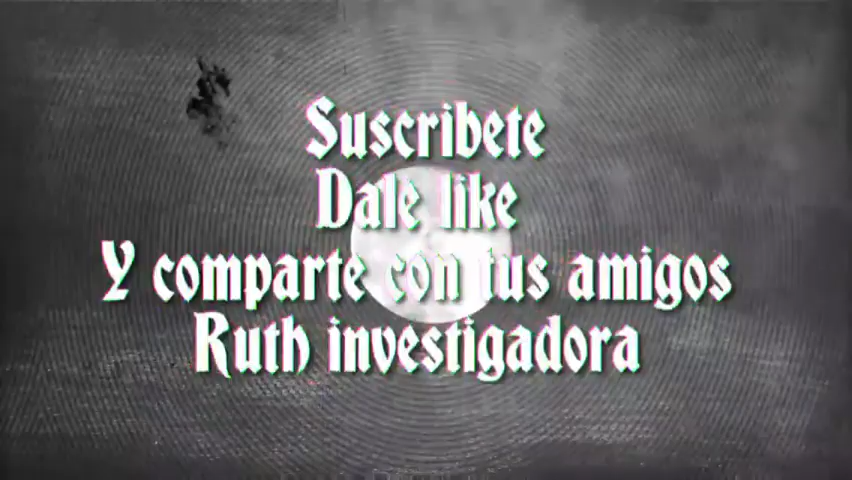 Suscribete
Dale like
Y comparte con tus amigos
Ruth investigadora